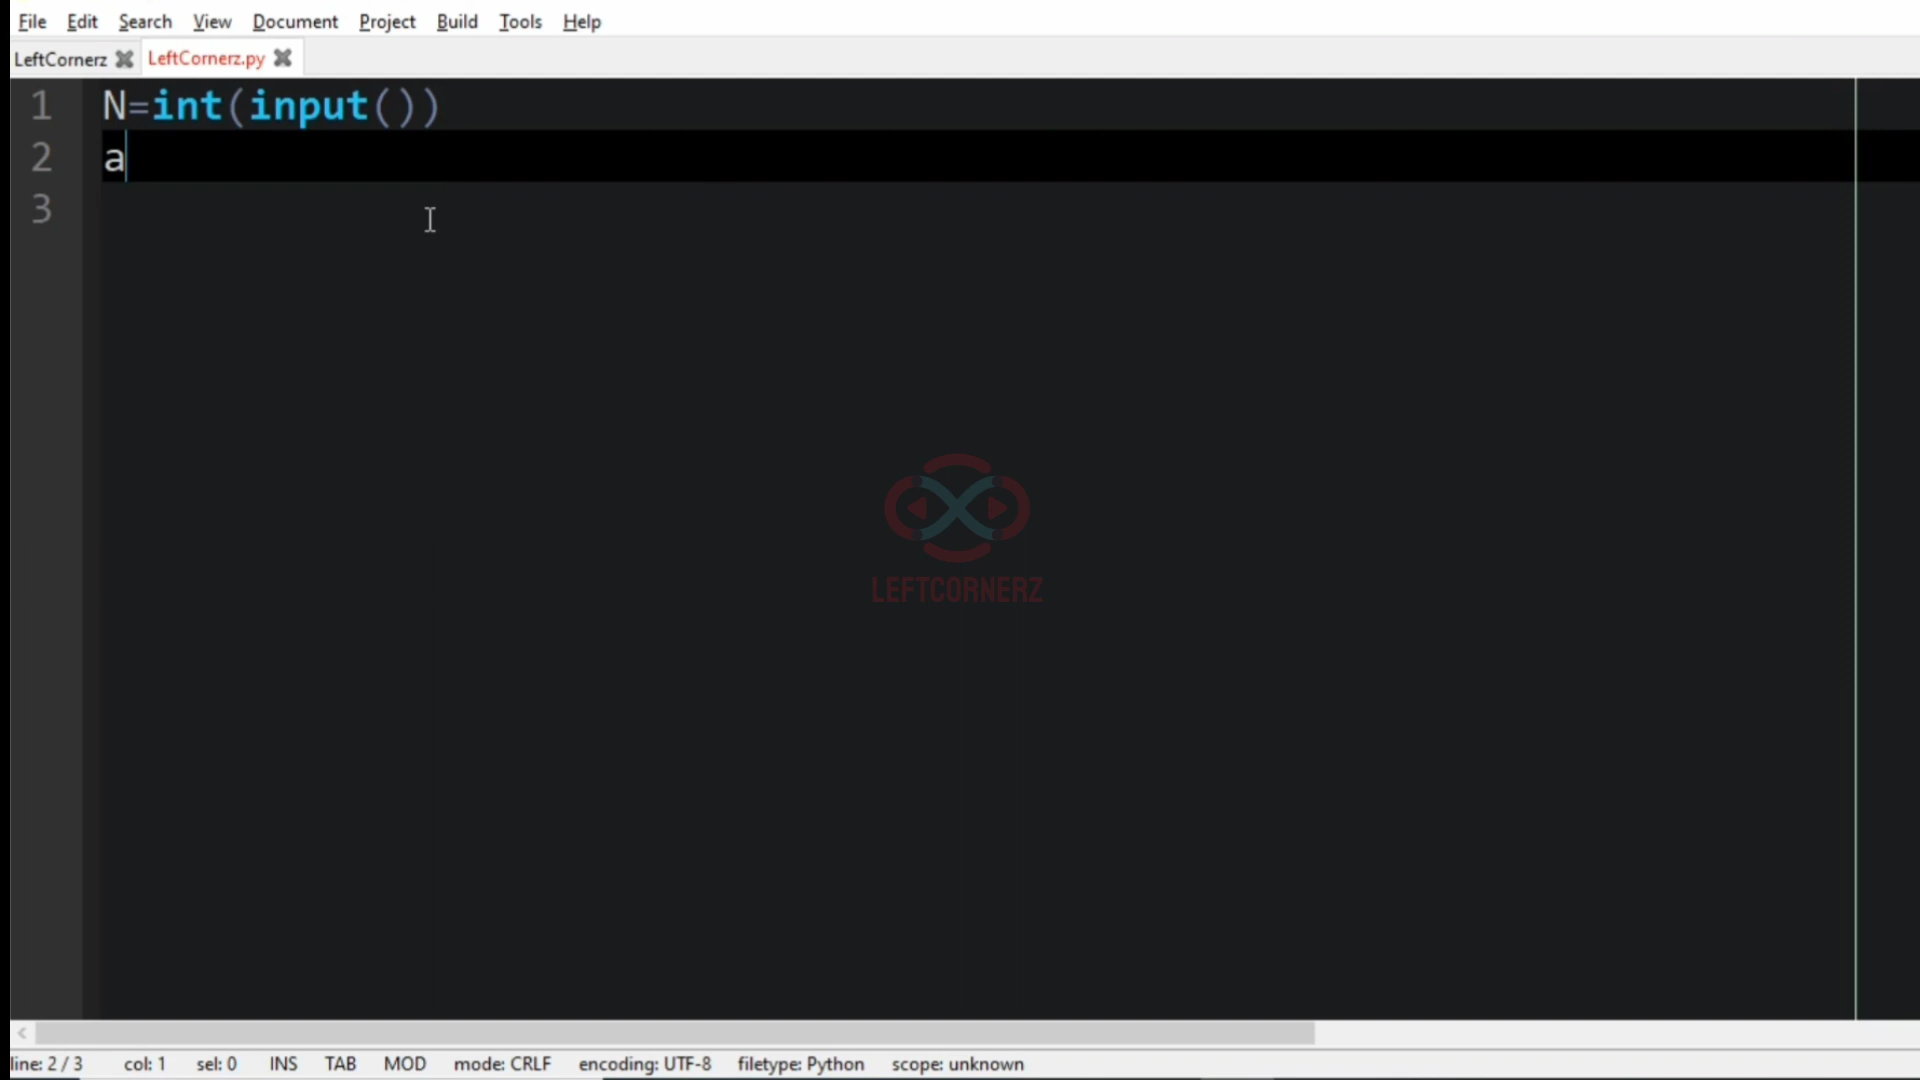 File Edit Search View Document Project Build Tools Help
LeftCornerz LeftCornerz.py
1 N=int(input())
2 a
3
LEFTCORNERZ
line: 2 / 3 col: 1 sel: 0 INS TAB MOD mode: CRLF encoding: UTF-8 filetype: Python scope: unknown